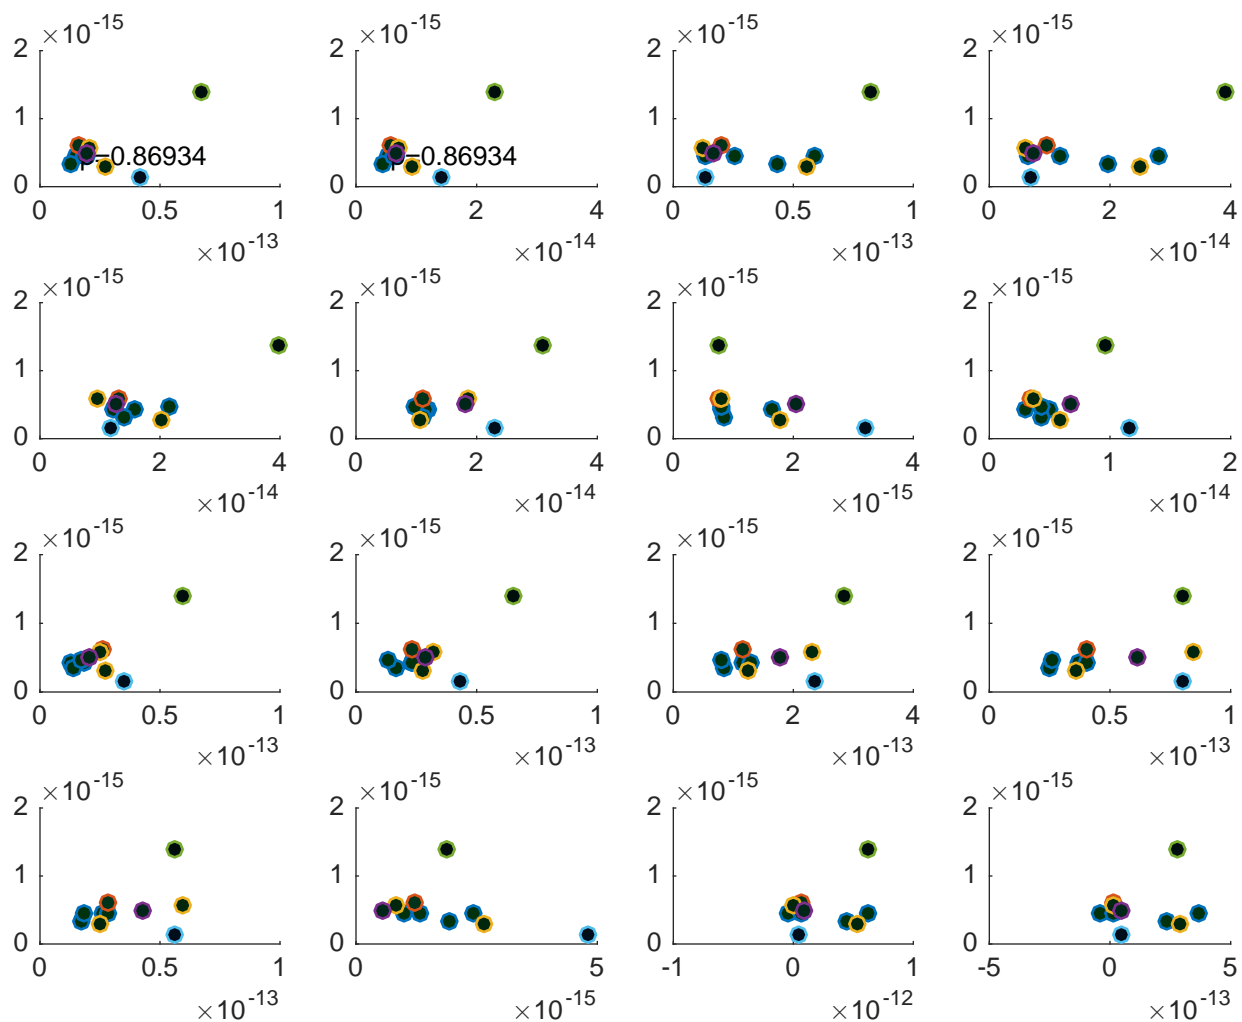 ×10-15 ×10-15 ×10-15 ×10-15
2 2 2 2
1 1 1 1
0.86934 0.86934
0 0 0 0
0 0.5 1 0 2 4 0 0.5 1 0 2 4
×10-13 ×10-14 ×10-13 ×10-14
×10-15 ×10-15 ×10-15 ×10-15
2 2 2 2
1 1 1 1
0 0 0 0
0 2 4 0 2 4 0 2 4 0 1 2
×10-14 ×10-14 ×10-15 ×10-14
×10-15 ×10-15 ×10-15 ×10-15
2 2 2 2
1 1 1 1
0 0 0 0
0 0.5 1 0 0.5 1 0 2 4 0 0.5 1
×10-13 ×10-13 ×10-13 ×10-13
×10-15 ×10-15 ×10-15 ×10-15
2 2 2 2
1 1 1 1
0 0 0 0
0 0.5 1 0 5 -1 0 1 -5 0 5
×10-13 ×10-15 ×10-12 ×10-13